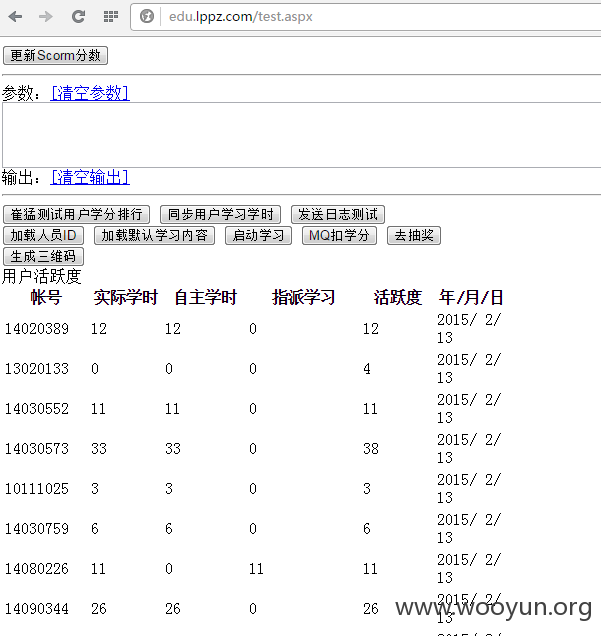 edu.lppz.com/test.aspx
更新Scorm分数
参数：[清空参数]
输出：[清空输出]
崔猛测试用户学分排行 同步用户学习学时 发送日志测试
加载人员ID 加载默认学习内容 启动学习 MQ扣学分 去抽奖
生成三维码
用户活跃度
帐号 实际学时 自主学时 指派学习 活跃度 年/月/日
14020389 12 12 0 12 2015/ 2/
13
13020133 0 0 0 4 2015/ 2/
13
14030552 11 11 0 11 2015/ 2/
13
14030573 33 33 0 38 2015/ 2/
13
10111025 3 3 0 3 2015/ 2/
13
14030759 6 6 0 6 2015/ 2/
13
14080226 11 0 11 11 2015/ 2/
13
14090344 26 26 0 26 2015/ 2/
13
www.wooyun.org